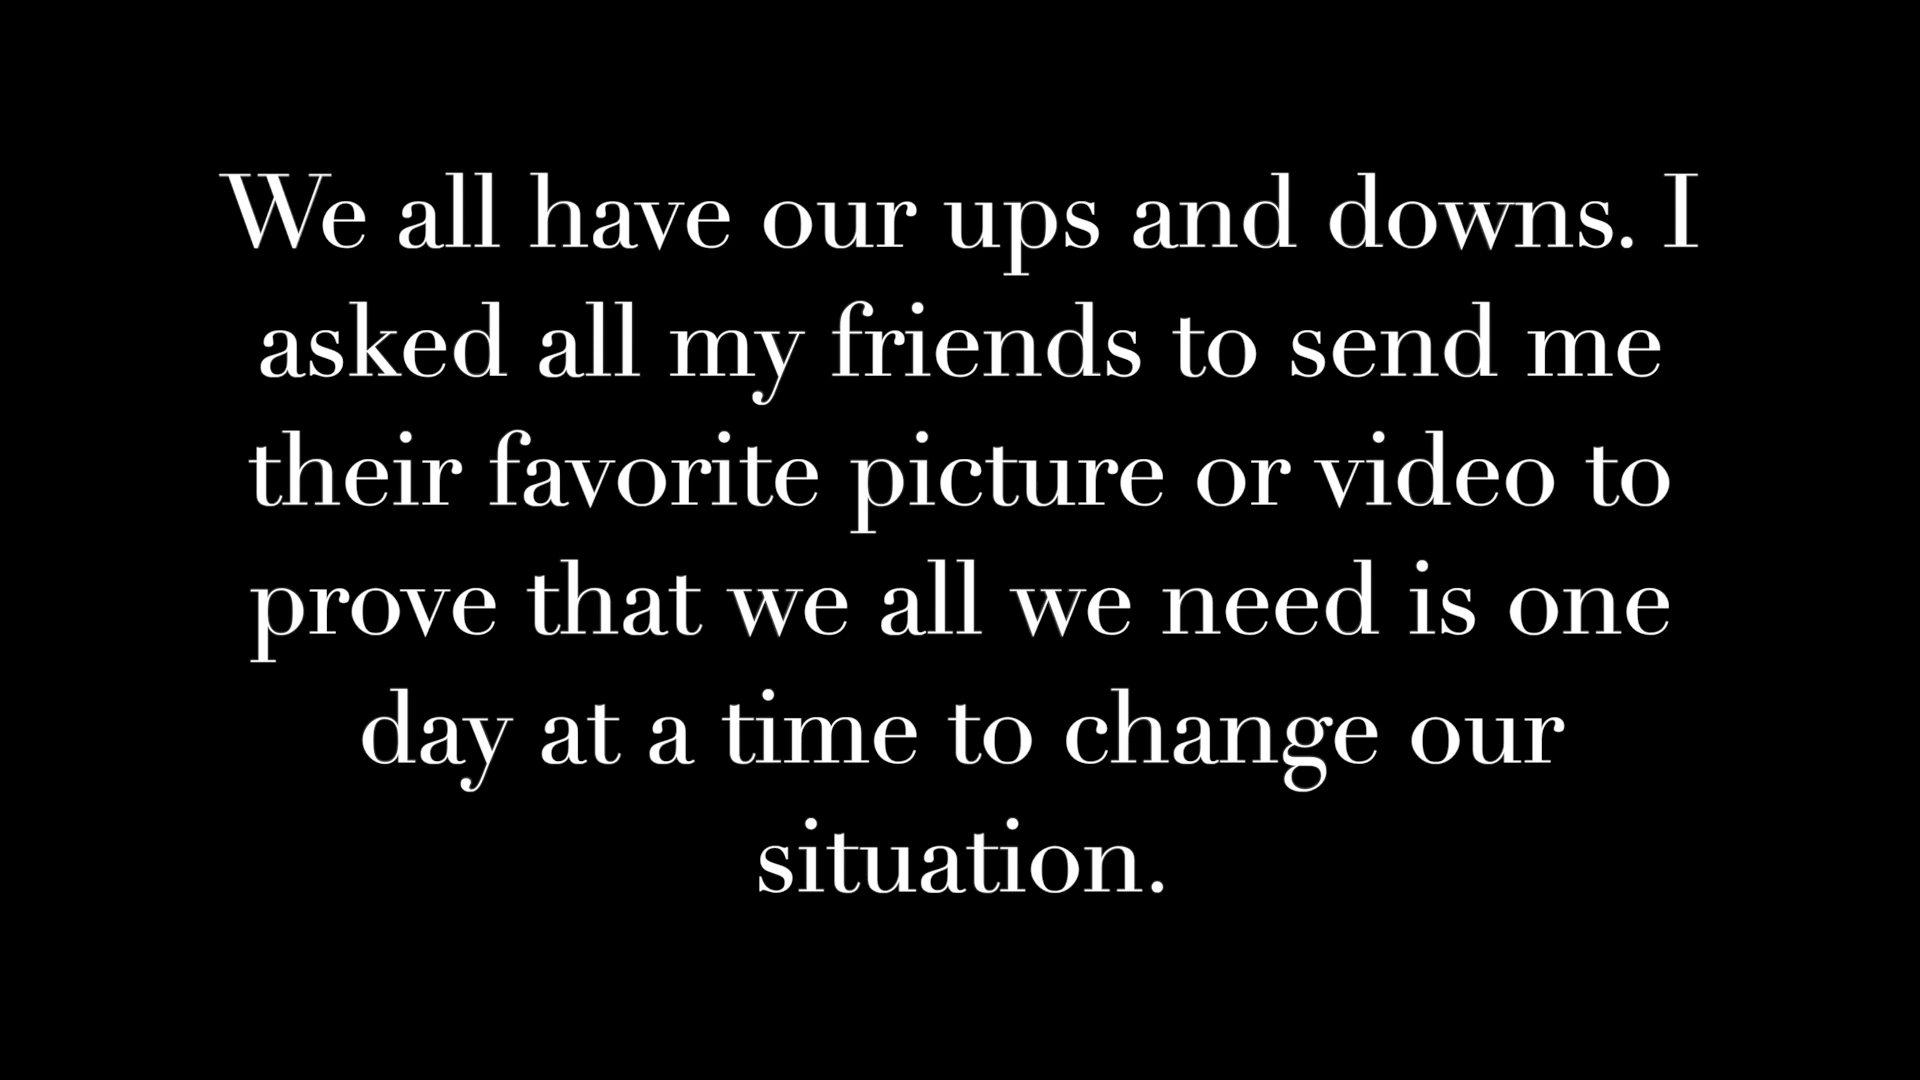 We all have our ups and downs. I
asked all my friends to send me
their favorite picture or video to
prove that we all we need is one
day at a time to change our
situation.